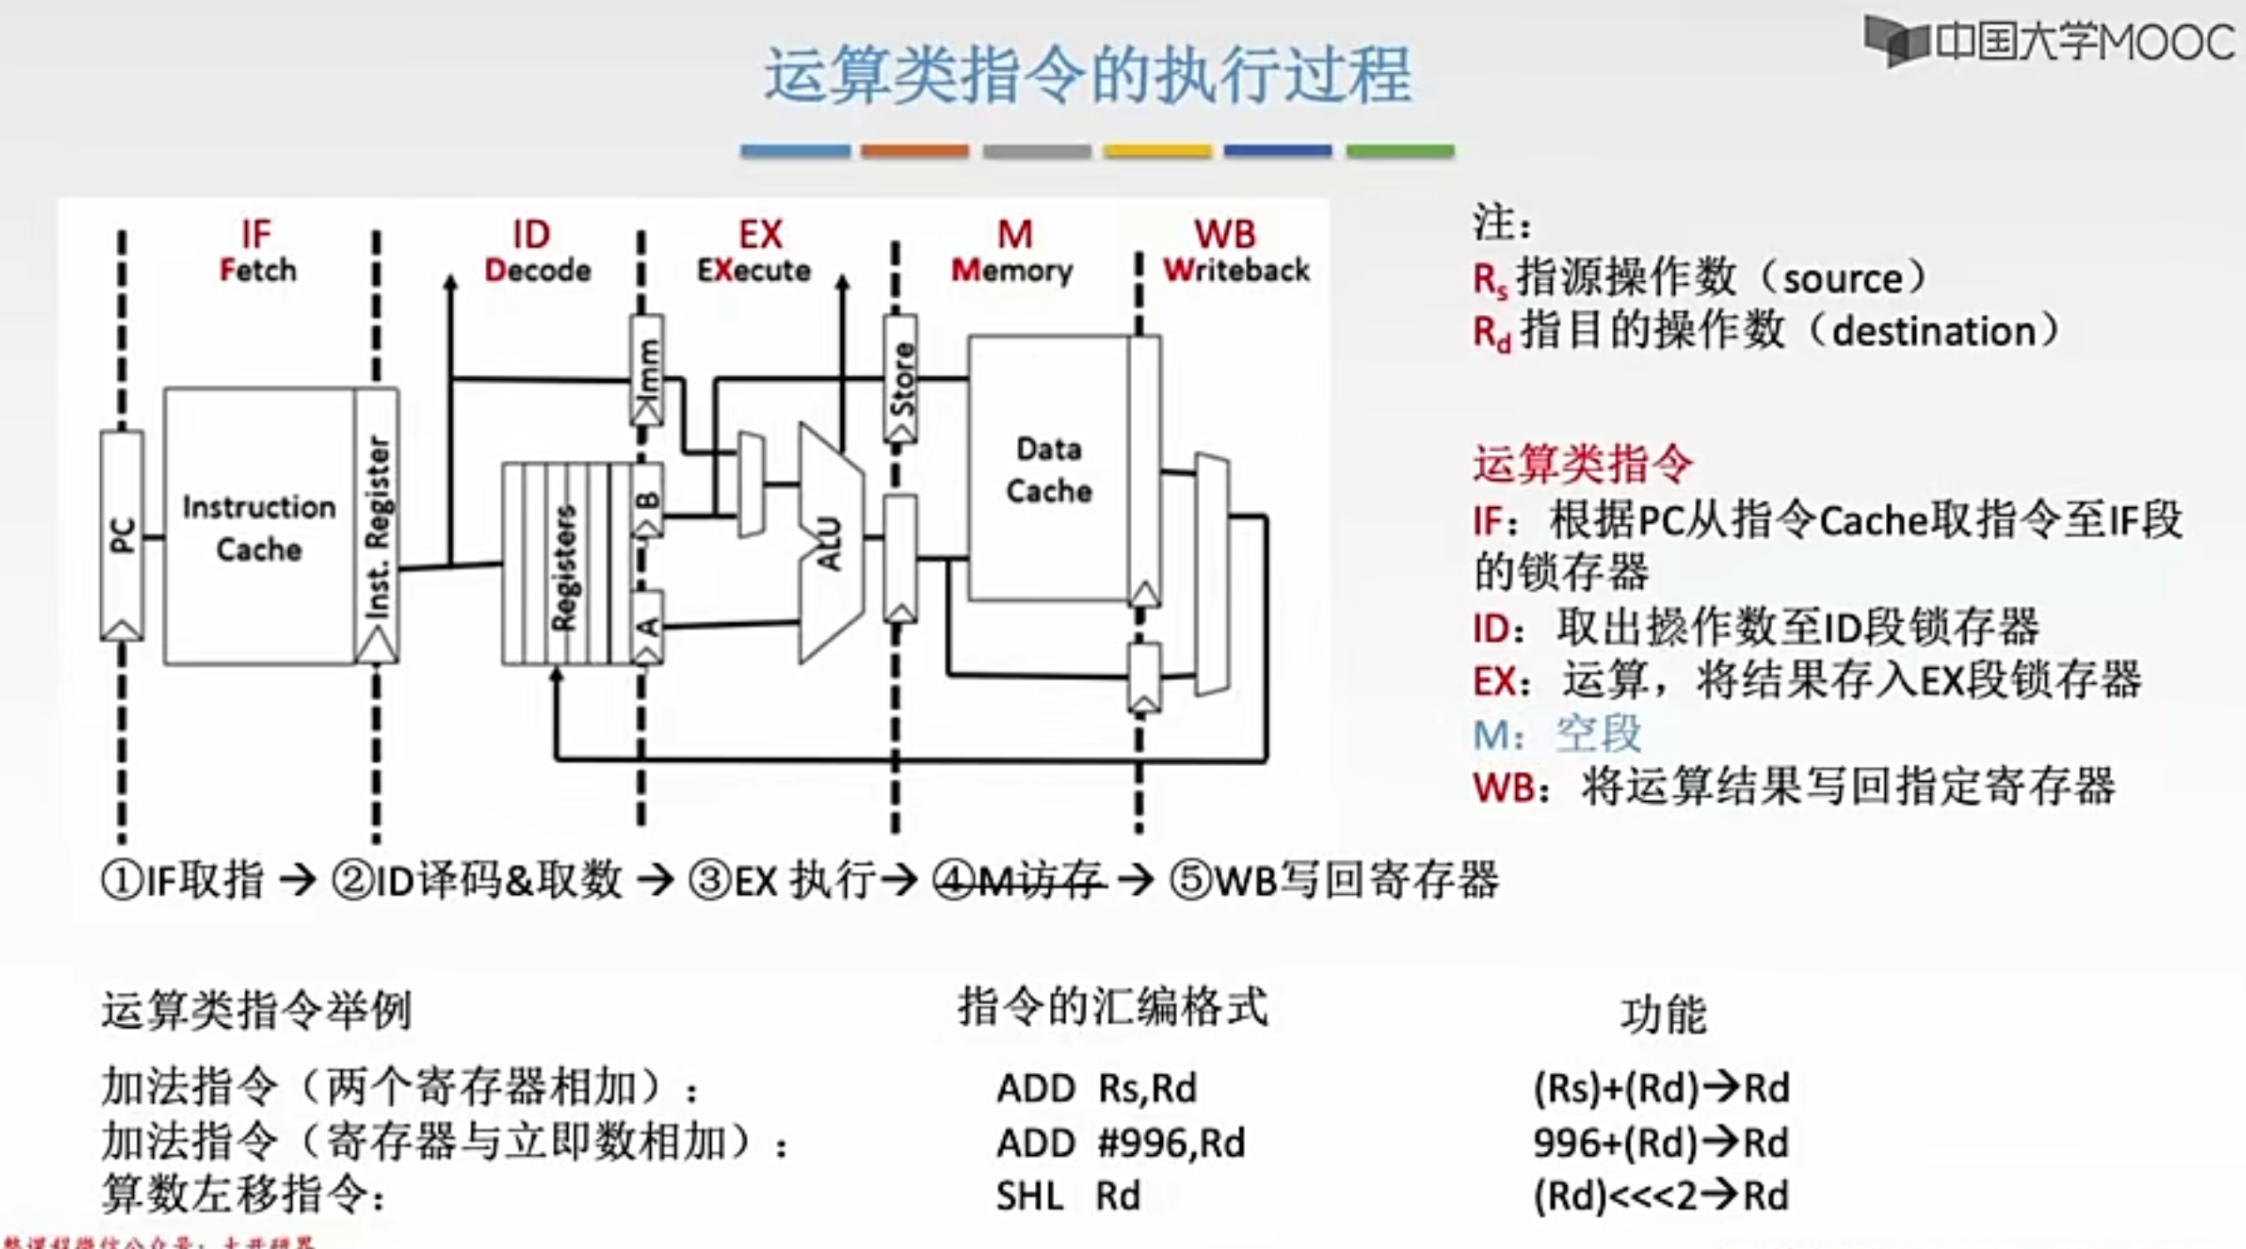 中国大学MOOC
运算类指令的执行过程
IF ID EX M WB
Fetch Decode EXecute Memory Writeback
PC
Instruction
Cache
Inst. Register
Registers
Imm
B
A
ALU
Store
Data
Cache
注：
Rs 指源操作数（source）
Rd 指目的操作数（destination）
运算类指令
IF：根据PC从指令Cache取指令至IF段
的锁存器
ID：取出操作数至ID段锁存器
EX：运算，将结果存入EX段锁存器
M：空段
WB：将运算结果写回指定寄存器
①IF取指 → ②ID译码&取数 → ③EX 执行→ ④M访存 → ⑤WB写回寄存器
运算类指令举例 指令的汇编格式 功能
加法指令（两个寄存器相加）： ADD Rs,Rd (Rs)+(Rd)→Rd
加法指令（寄存器与立即数相加）： ADD #996,Rd 996+(Rd)→Rd
算数左移指令： SHL Rd (Rd)<<<2→Rd